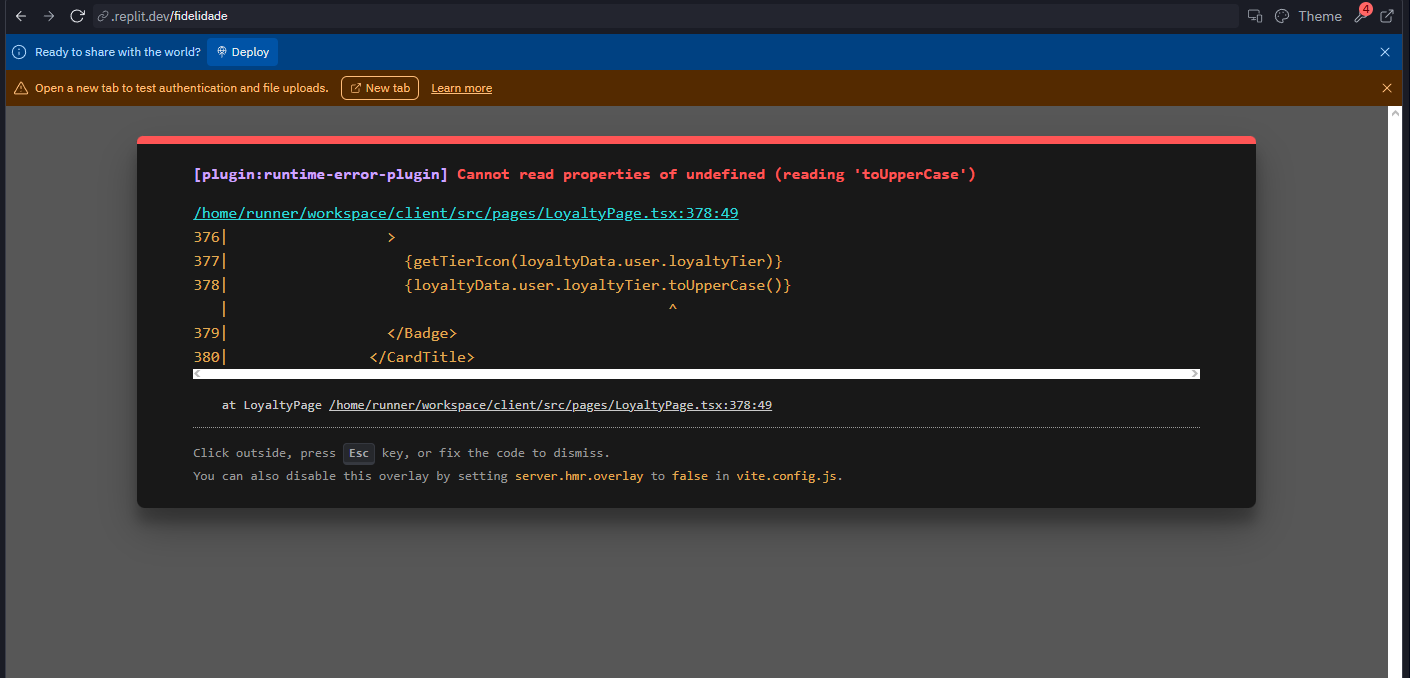 .replit.dev/fidelidade
Theme
4
Ready to share with the world? Deploy
Open a new tab to test authentication and file uploads. New tab Learn more
[plugin:runtime-error-plugin] Cannot read properties of undefined (reading 'toUpperCase')
/home/runner/workspace/client/src/pages/LoyaltyPage.tsx:378:49
376| >
377| {getTierIcon(loyaltyData.user.loyaltyTier)}
378| {loyaltyData.user.loyaltyTier.toUpperCase()}
| ^
379| </Badge>
380| </CardTitle>
at LoyaltyPage /home/runner/workspace/client/src/pages/LoyaltyPage.tsx:378:49
Click outside, press Esc key, or fix the code to dismiss.
You can also disable this overlay by setting server.hmr.overlay to false in vite.config.js.